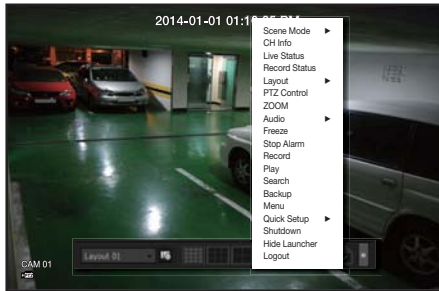 2014-01-01 01:1
Scene Mode
CH Info
Live Status
Record Status
Layout
PTZ Control
ZOOM
Audio
Freeze
Stop Alarm
Record
Play
Search
Backup
Menu
Quick Setup
Shutdown
Hide Launcher
Logout
Layout 01
CAM 01